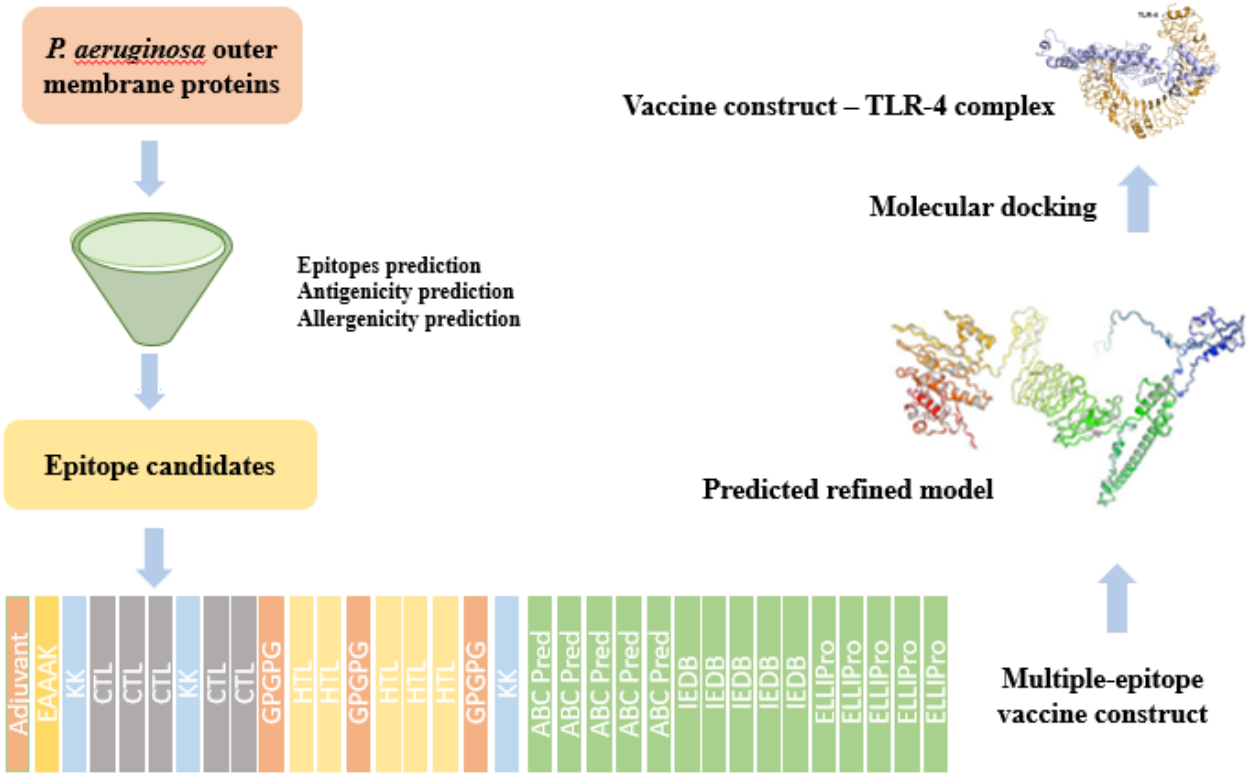 P. aeruginosa outer
membrane proteins
Epitopes prediction
Antigenicity prediction
Allergenicity prediction
Epitope candidates
Adjuvant
EAAAK
KK
CTL
CTL
CTL
KK
CTL
CTL
GPGPG
HTL
HTL
GPGPG
HTL
HTL
HTL
GPGPG
KK
ABC Pred
ABC Pred
ABC Pred
ABC Pred
ABC Pred
IEDB
IEDB
IEDB
IEDB
IEDB
ELLIPro
ELLIPro
ELLIPro
ELLIPro
ELLIPro
Multiple-epitope
vaccine construct
Predicted refined model
Molecular docking
Vaccine construct – TLR-4 complex
TLR-4